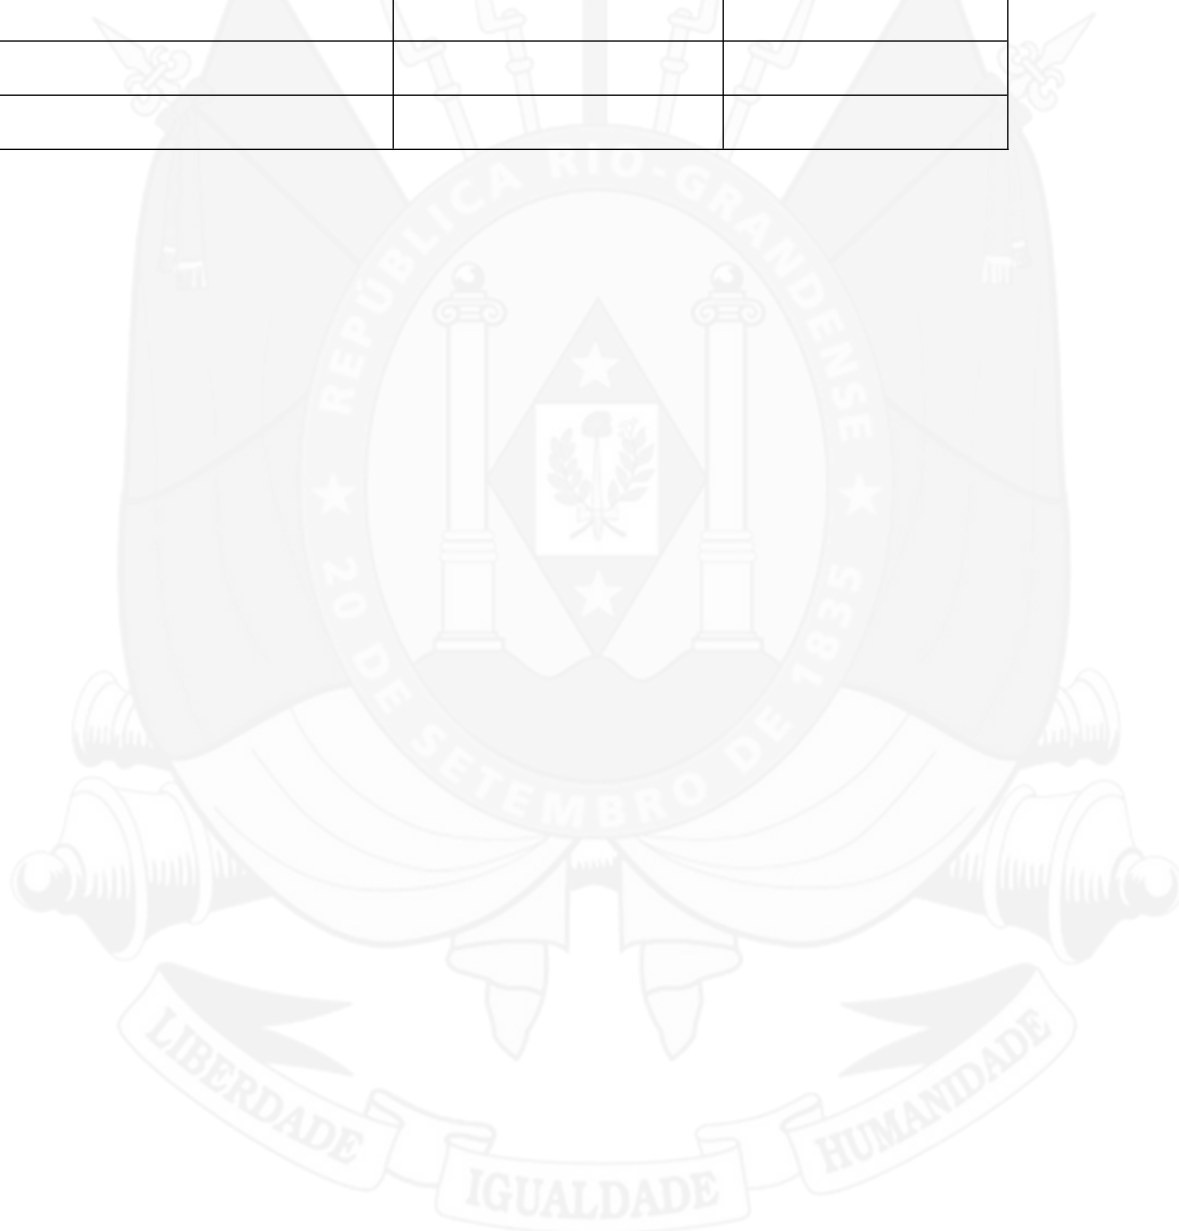 REPÚBLICA RIO-GRANDENSE
20 DE SETEMBRO DE 1835
LIBERDADE
IGUALDADE
HUMANIDADE